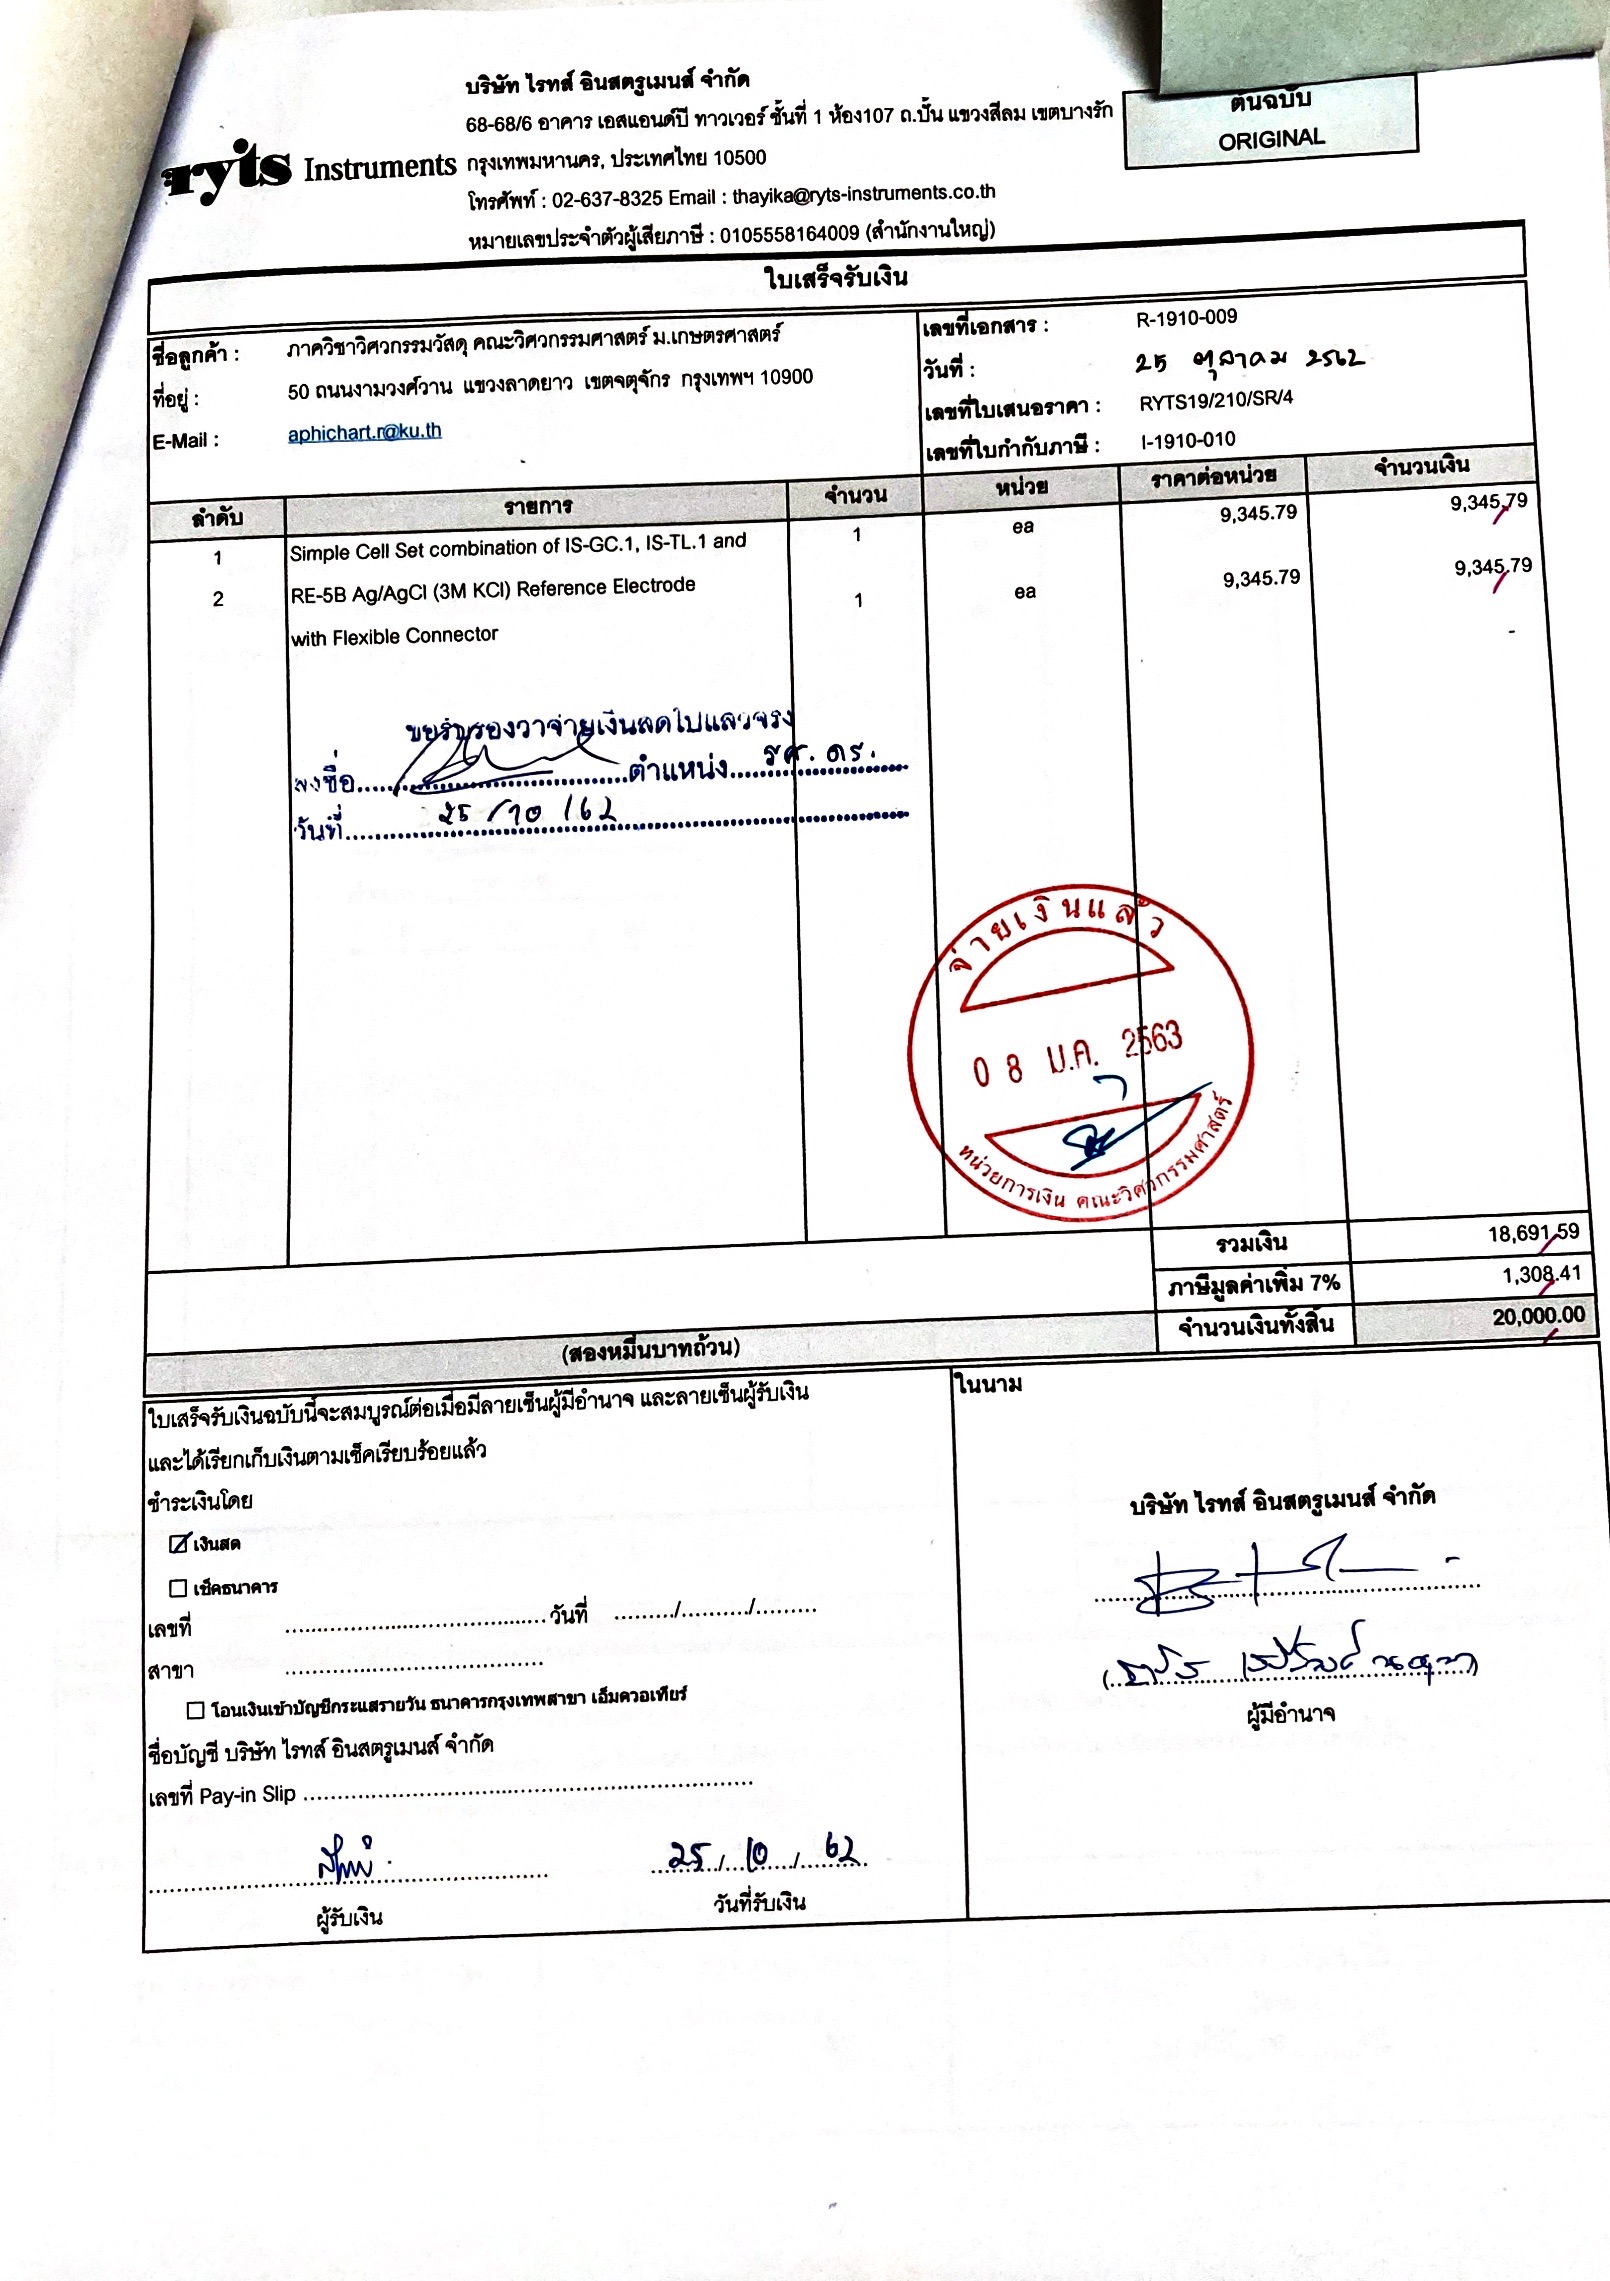 บริษัท ไรทส์ อินสตรูเมนส์ จำกัด
68-68/6 อาคาร เอสแอนด์ปี ทาวเวอร์ ชั้นที่ 1 ห้อง107 ถ.ปั้น แขวงสีลม เขตบางรัก
กรุงเทพมหานคร, ประเทศไทย 10500
โทรศัพท์ : 02-637-8325 Email : thayika@ryts-instruments.co.th
หมายเลขประจำตัวผู้เสียภาษี : 0105558164009 (สำนักงานใหญ่)
ryts Instruments
ต้นฉบับ
ORIGINAL
ใบเสร็จรับเงิน
ชื่อลูกค้า : ภาควิชาวิศวกรรมวัสดุ คณะวิศวกรรมศาสตร์ ม.เกษตรศาสตร์
ที่อยู่ : 50 ถนนงามวงศ์วาน แขวงลาดยาว เขตจตุจักร กรุงเทพฯ 10900
E-Mail : aphichart.r@ku.th
เลขที่เอกสาร : R-1910-009
วันที่ : 25 ตุลาคม 2562
เลขที่ใบเสนอราคา : RYTS19/210/SR/4
เลขที่ใบกำกับภาษี : I-1910-010
ลำดับ รายการ จำนวน หน่วย ราคาต่อหน่วย จำนวนเงิน
1 Simple Cell Set combination of IS-GC.1, IS-TL.1 and 1 ea 9,345.79 9,345.79
2 RE-5B Ag/AgCl (3M KCl) Reference Electrode 1 ea 9,345.79 9,345.79
with Flexible Connector -
ขอรับรองว่าจ่ายเงินสดไปแล้วจริง
ลงชื่อ ตำแหน่ง รศ.ดร.
วันที่ 25/10/62
จ่ายเงินแล้ว
08 ม.ค. 2563
หน่วยการเงิน คณะวิศวกรรมศาสตร์
รวมเงิน 18,691.59
ภาษีมูลค่าเพิ่ม 7% 1,308.41
(สองหมื่นบาทถ้วน) จำนวนเงินทั้งสิ้น 20,000.00
ใบเสร็จรับเงินฉบับนี้จะสมบูรณ์ต่อเมื่อมีลายเซ็นผู้มีอำนาจ และลายเซ็นผู้รับเงิน
และได้เรียกเก็บเงินตามเช็คเรียบร้อยแล้ว
ชำระเงินโดย
เงินสด
เช็คธนาคาร
เลขที่ ........ วันที่ ......../........../.........
สาขา ........
โอนเงินเข้าบัญชีกระแสรายวัน ธนาคารกรุงเทพสาขา เอ็มควอเทียร์
ชื่อบัญชี บริษัท ไรทส์ อินสตรูเมนส์ จำกัด
เลขที่ Pay-in Slip ........
25/10/62
ผู้รับเงิน วันที่รับเงิน
ในนาม
บริษัท ไรทส์ อินสตรูเมนส์ จำกัด
ผู้มีอำนาจ